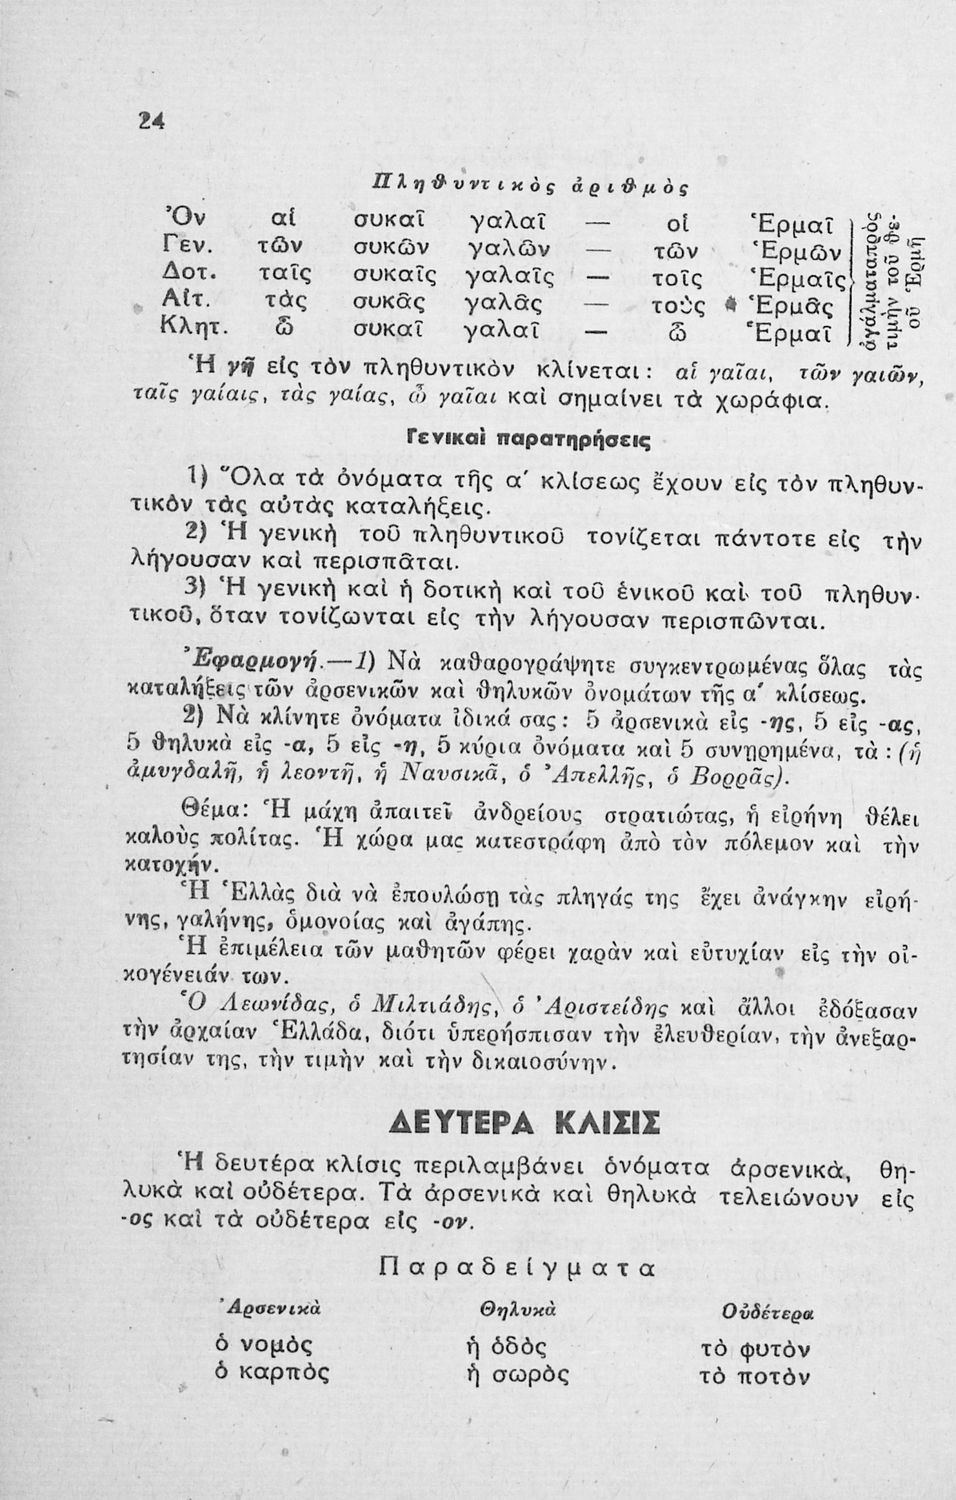 24
Πληθυντικὸς ἀριθμὸς
Ὀν αἱ συκαῖ γαλαῖ — οἱ Ἑρμαῖ
Γεν. τῶν συκῶν γαλῶν — τῶν Ἑρμῶν
Δοτ. ταῖς συκαῖς γαλαῖς — τοῖς Ἑρμαῖς
Αἰτ. τὰς συκᾶς γαλᾶς — τοὺς Ἑρμᾶς
Κλητ. ὦ συκαῖ γαλαῖ — ὦ Ἑρμαῖ
ἀγάλματα πρὸς
τιμὴν τοῦ θε-
οῦ Ἑρμῆ
Ἡ γῆ εἰς τὸν πληθυντικὸν κλίνεται: αἱ γαῖαι, τῶν γαιῶν,
ταῖς γαίαις, τὰς γαίας, ὦ γαῖαι καὶ σημαίνει τὰ χωράφια.
Γενικαὶ παρατηρήσεις
1) Ὅλα τὰ ὀνόματα τῆς α΄ κλίσεως ἔχουν εἰς τὸν πληθυν-
τικὸν τὰς αὐτὰς καταλήξεις.
2) Ἡ γενικὴ τοῦ πληθυντικοῦ τονίζεται πάντοτε εἰς τὴν
λήγουσαν καὶ περισπᾶται.
3) Ἡ γενικὴ καὶ ἡ δοτικὴ καὶ τοῦ ἑνικοῦ καὶ τοῦ πληθυν-
τικοῦ, ὅταν τονίζωνται εἰς τὴν λήγουσαν περισπῶνται.
Ἐφαρμογή.—1) Νὰ καθαρογράψητε συγκεντρωμένας ὅλας τὰς
καταλήξεις τῶν ἀρσενικῶν καὶ θηλυκῶν ὀνομάτων τῆς α΄ κλίσεως.
2) Νὰ κλίνητε ὀνόματα ἰδικά σας: 5 ἀρσενικὰ εἰς -ης, 5 εἰς -ας,
5 θηλυκὰ εἰς -α, 5 εἰς -η, 5 κύρια ὀνόματα καὶ 5 συνῃρημένα, τὰ: (ἡ
ἀμυγδαλῆ, ἡ λεοντῆ, ἡ Ναυσικᾶ, ὁ Ἀπελλῆς, ὁ Βορρᾶς).
Θέμα: Ἡ μάχη ἀπαιτεῖ ἀνδρείους στρατιώτας, ἡ εἰρήνη θέλει
καλοὺς πολίτας. Ἡ χώρα μας κατεστράφη ἀπὸ τὸν πόλεμον καὶ τὴν
κατοχήν.
Ἡ Ἑλλὰς διὰ νὰ ἐπουλώσῃ τὰς πληγάς της ἔχει ἀνάγκην εἰρή-
νης, γαλήνης, ὁμονοίας καὶ ἀγάπης.
Ἡ ἐπιμέλεια τῶν μαθητῶν φέρει χαρὰν καὶ εὐτυχίαν εἰς τὴν οἰ-
κογένειάν των.
Ὁ Λεωνίδας, ὁ Μιλτιάδης, ὁ Ἀριστείδης καὶ ἄλλοι ἐδόξασαν
τὴν ἀρχαίαν Ἑλλάδα, διότι ὑπερήσπισαν τὴν ἐλευθερίαν, τὴν ἀνεξαρ-
τησίαν της, τὴν τιμὴν καὶ τὴν δικαιοσύνην.
ΔΕΥΤΕΡΑ ΚΛΙΣΙΣ
Ἡ δευτέρα κλίσις περιλαμβάνει ὀνόματα ἀρσενικὰ, θη-
λυκὰ καὶ οὐδέτερα. Τὰ ἀρσενικὰ καὶ θηλυκὰ τελειώνουν εἰς
-ος καὶ τὰ οὐδέτερα εἰς -ον.
Παραδείγματα
Ἀρσενικὰ Θηλυκὰ Οὐδέτερα
ὁ νομὸς ἡ ὁδὸς τὸ φυτὸν
ὁ καρπὸς ἡ σωρὸς τὸ ποτὸν